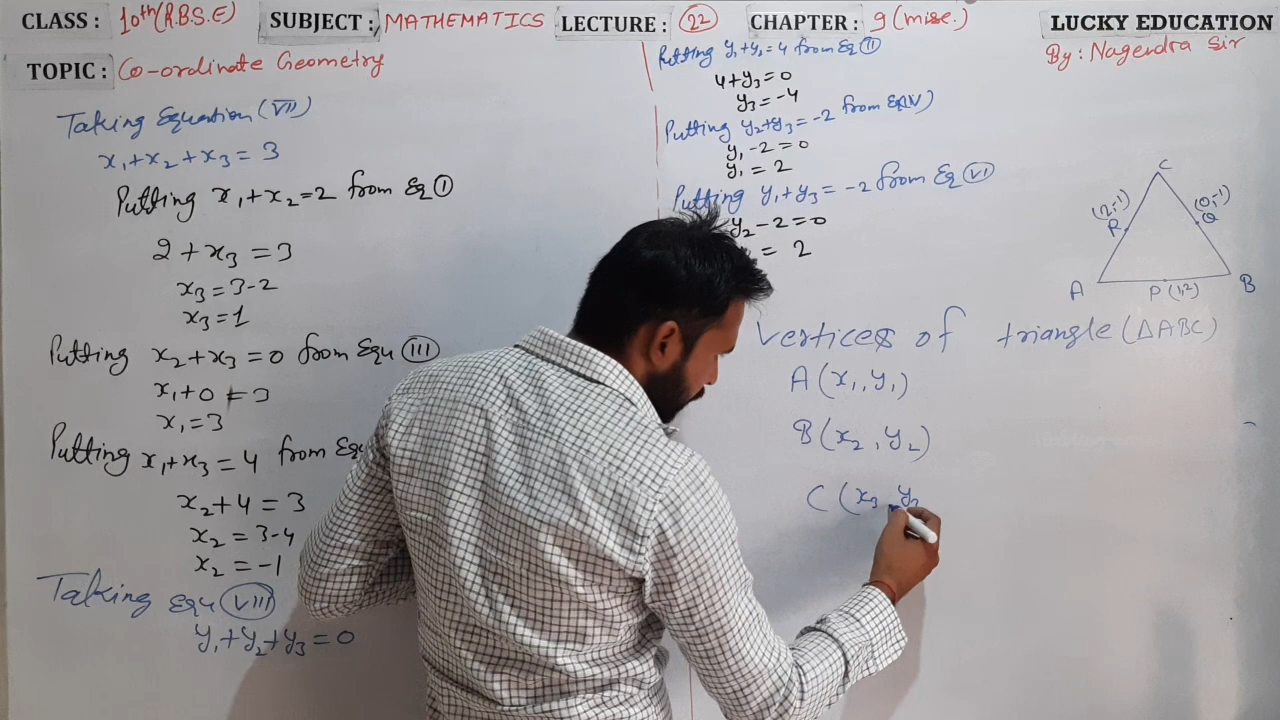 CLASS : 10th (R.B.S.E) SUBJECT : MATHEMATICS LECTURE : 22 CHAPTER : 9 (misc.) LUCKY EDUCATION
By : Nagendra Sir
TOPIC : Co-ordinate Geometry
Taking Equation (VII)
x₁+x₂+x₃ = 3
Putting x₁+x₂=2 from Eq I
2 + x₃ = 3
x₃ = 3-2
x₃ = 1
Putting x₂+x₃ = 0 from Equ III
x₁+0 = 3
x₁ = 3
Putting x₁+x₃ = 4 from Equ
x₂+4 = 3
x₂ = 3-4
x₂ = -1
Taking Equ VIII
y₁+y₂+y₃ = 0
Putting y₁+y₂ = 4 from Eq II
4+y₃ = 0
y₃ = -4
Putting y₂+y₃ = -2 from Eq (IV)
y₁ -2 = 0
y₁ = 2
Putting y₁+y₃ = -2 from Eq VI
y₂ -2 = 0
= 2
C
(2,-1) (0,-1)
R Q
A P (1,2) B
Vertices of triangle (△ABC)
A (x₁, y₁)
B (x₂, y₂)
C (x₃, y₃